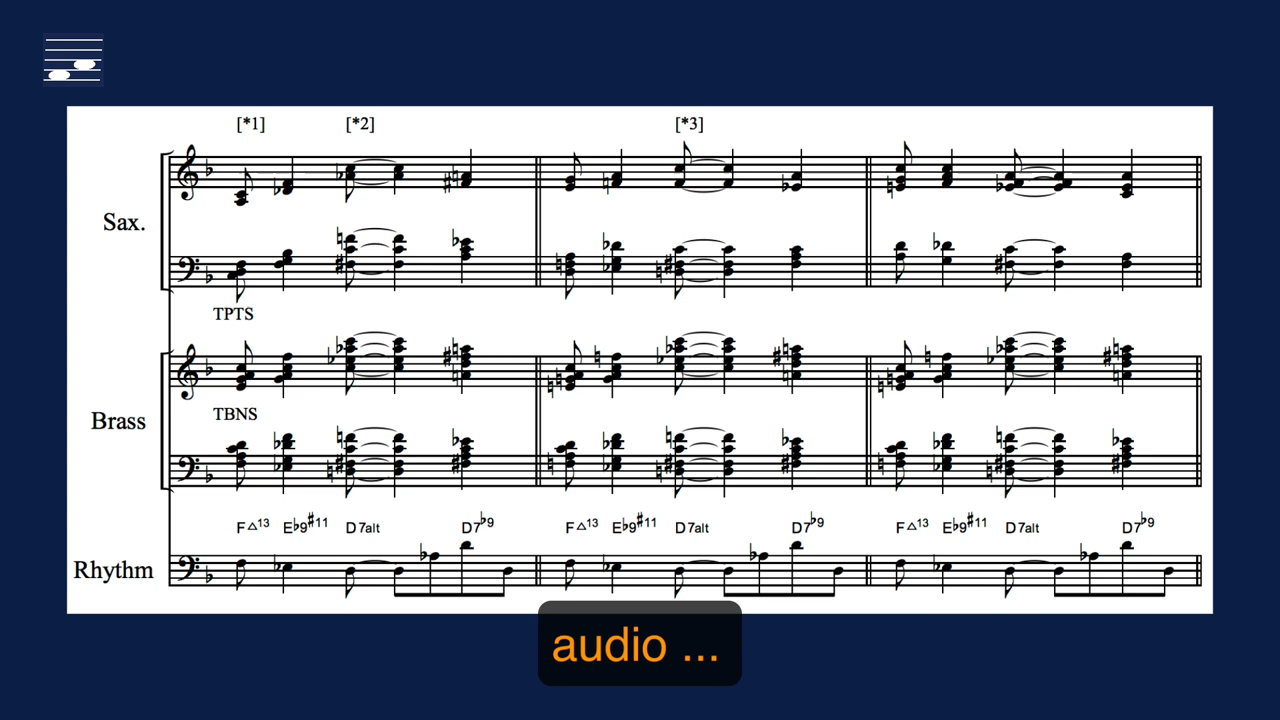 [*1] [*2] [*3]
Sax.
TPTS
Brass
TBNS
F△13 E♭9♯11 D7alt D7♭9 F△13 E♭9♯11 D7alt D7♭9 F△13 E♭9♯11 D7alt D7♭9
Rhythm
audio ...